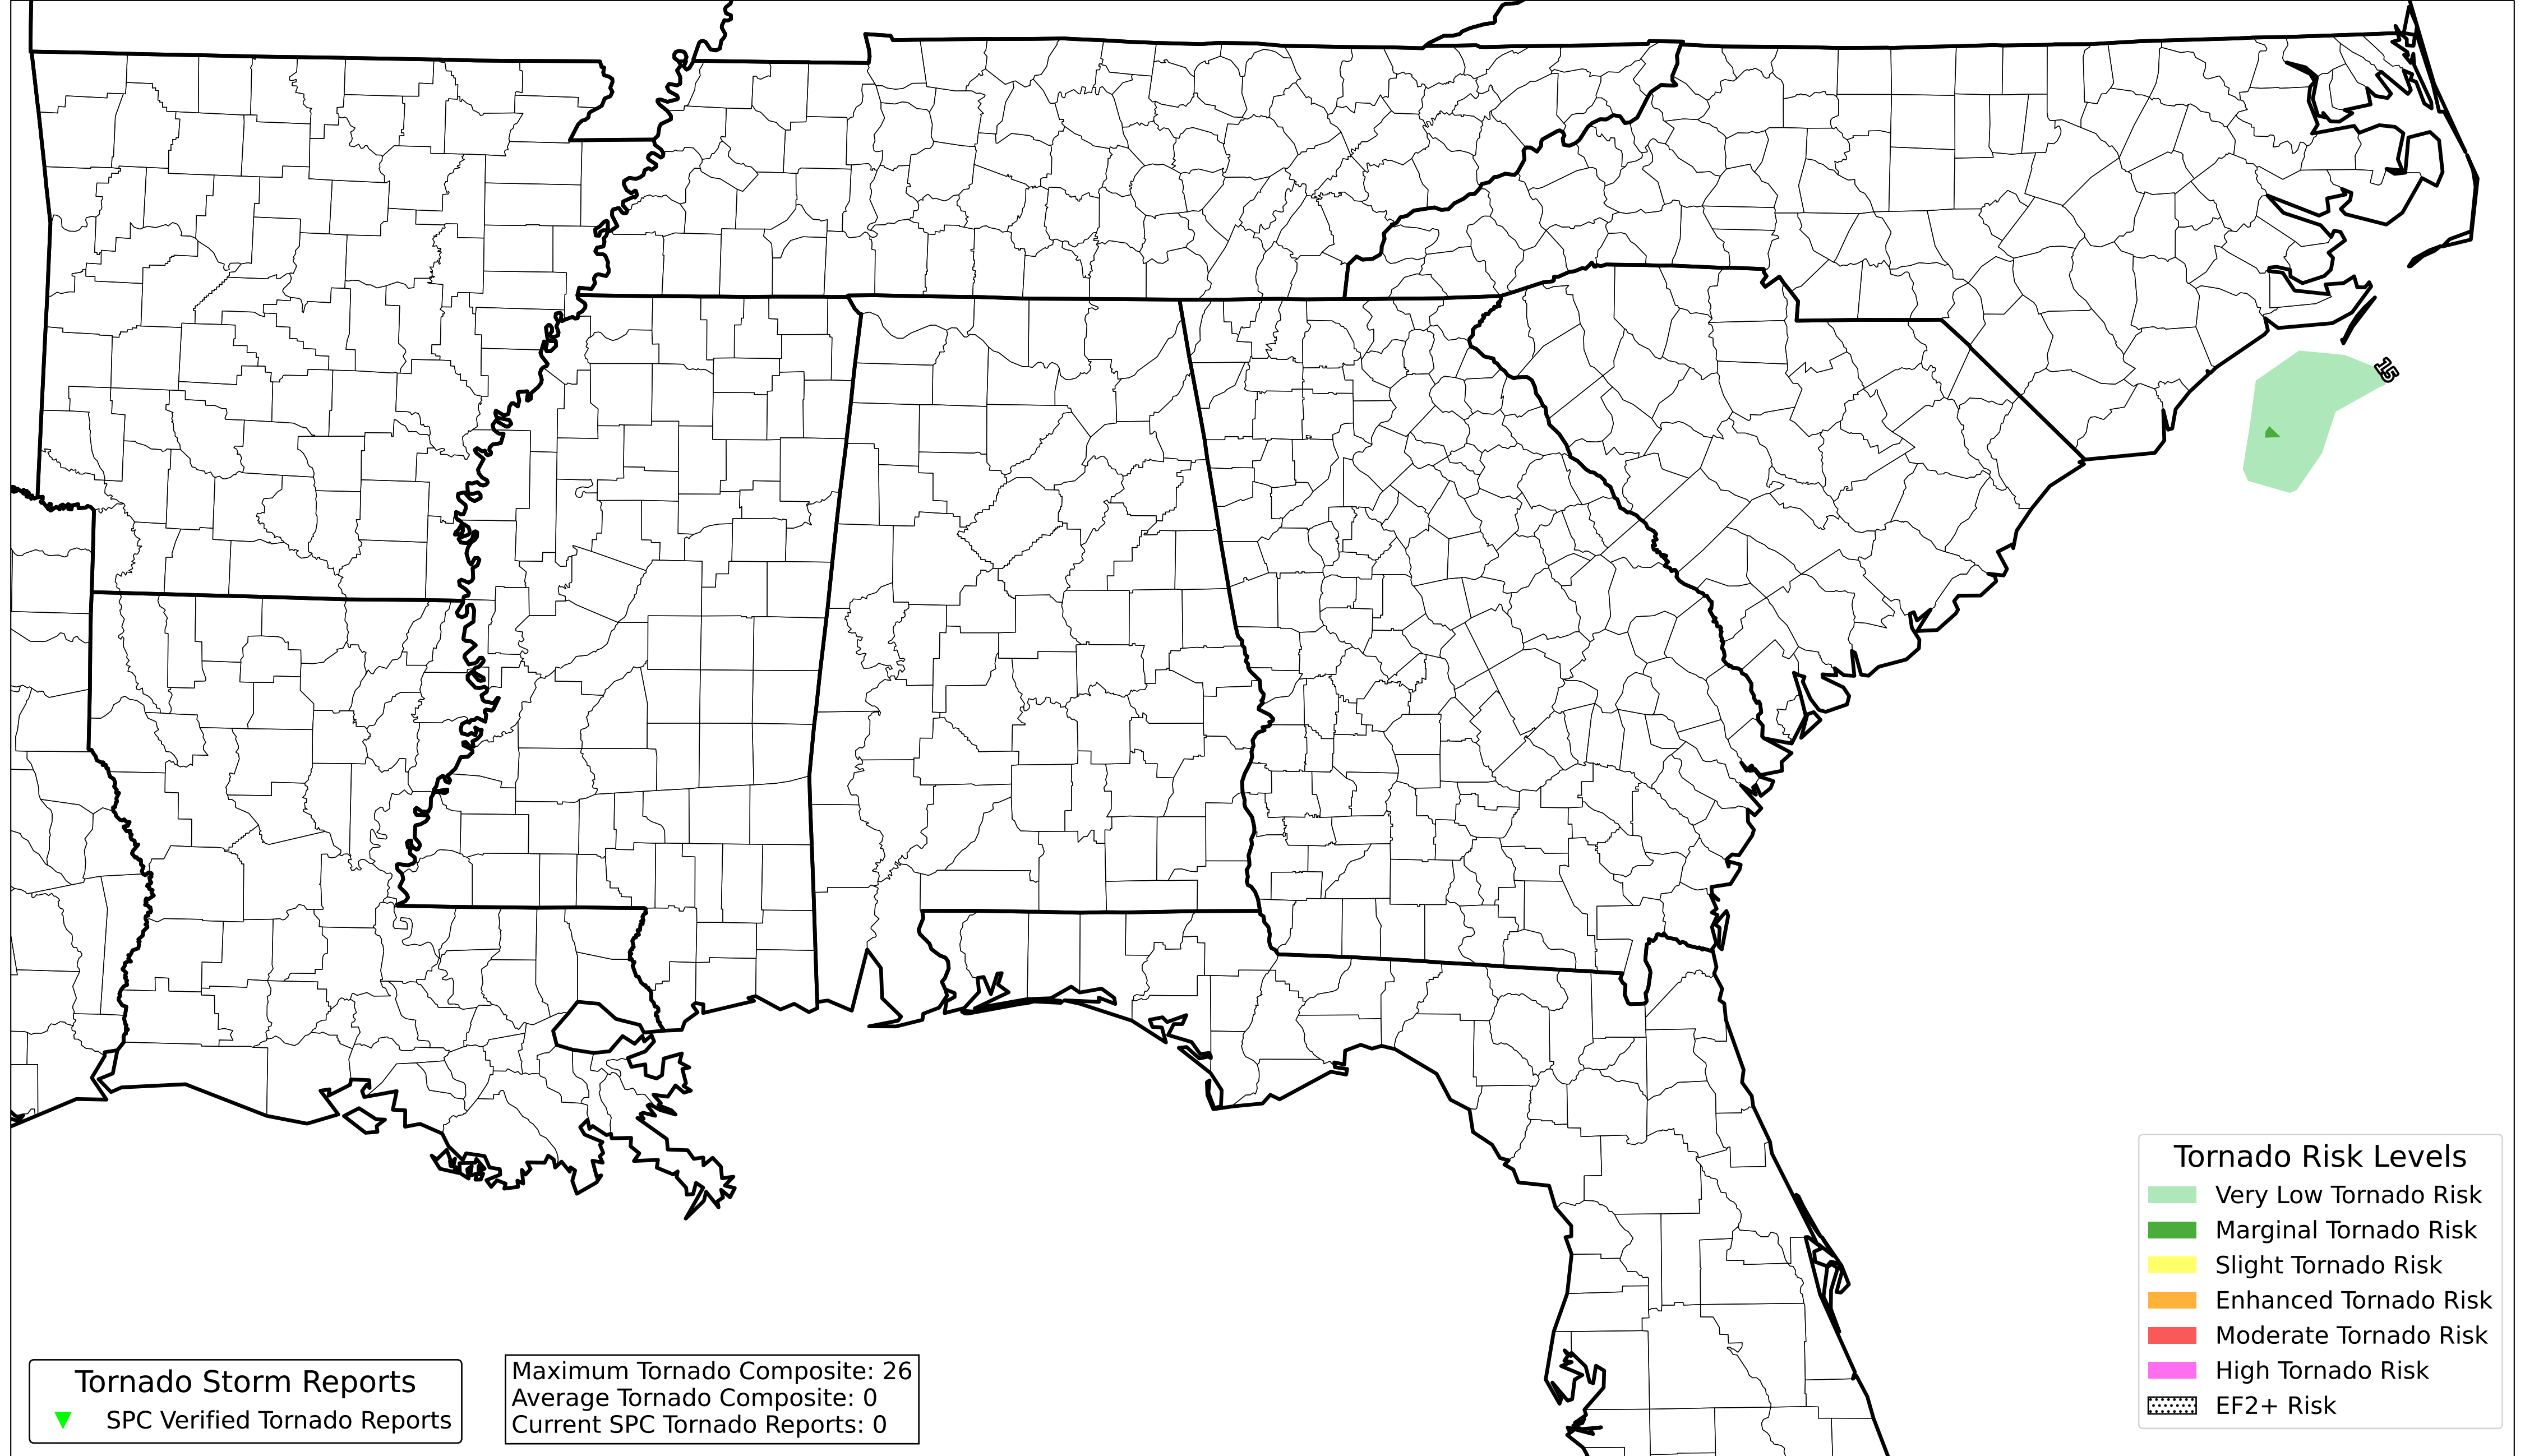 15
Tornado Risk Levels
Very Low Tornado Risk
Marginal Tornado Risk
Slight Tornado Risk
Enhanced Tornado Risk
Moderate Tornado Risk
High Tornado Risk
EF2+ Risk
Tornado Storm Reports
SPC Verified Tornado Reports
Maximum Tornado Composite: 26
Average Tornado Composite: 0
Current SPC Tornado Reports: 0